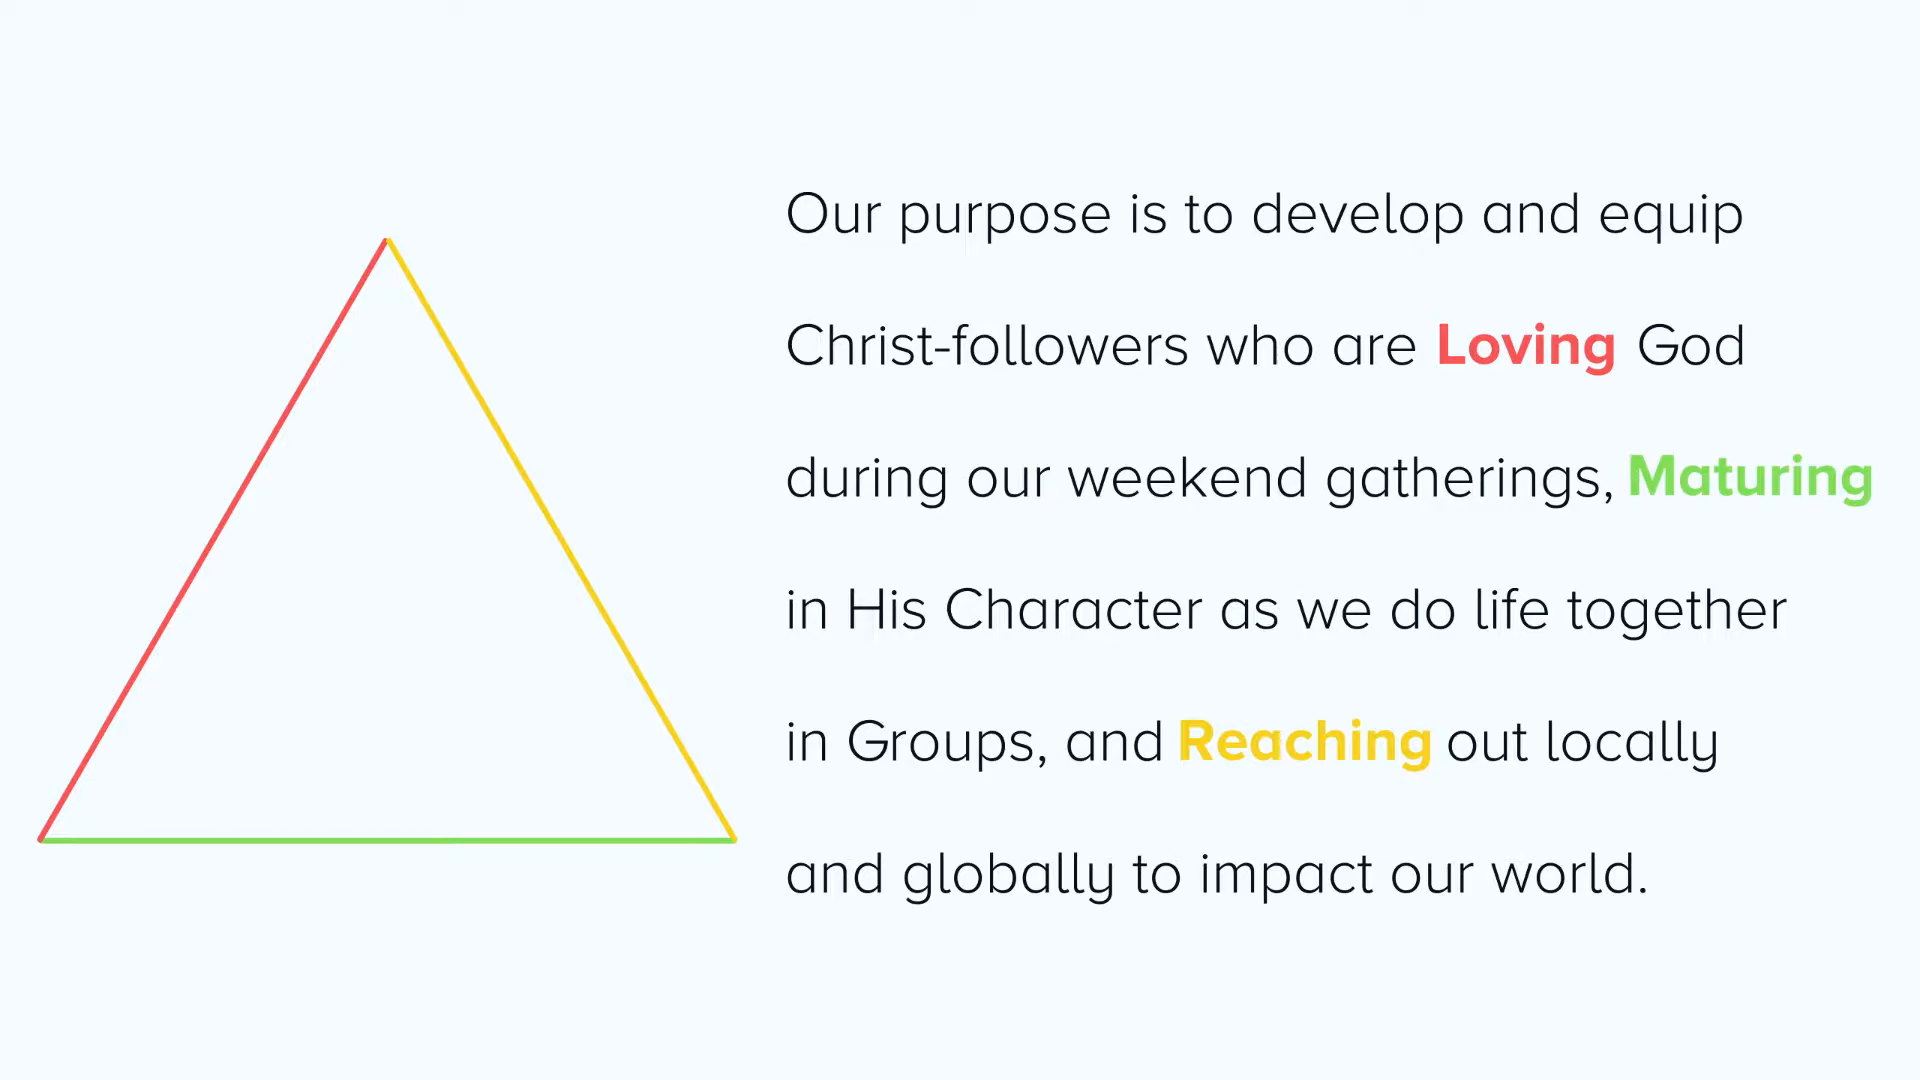 Our purpose is to develop and equip
Christ-followers who are Loving God
during our weekend gatherings, Maturing
in His Character as we do life together
in Groups, and Reaching out locally
and globally to impact our world.